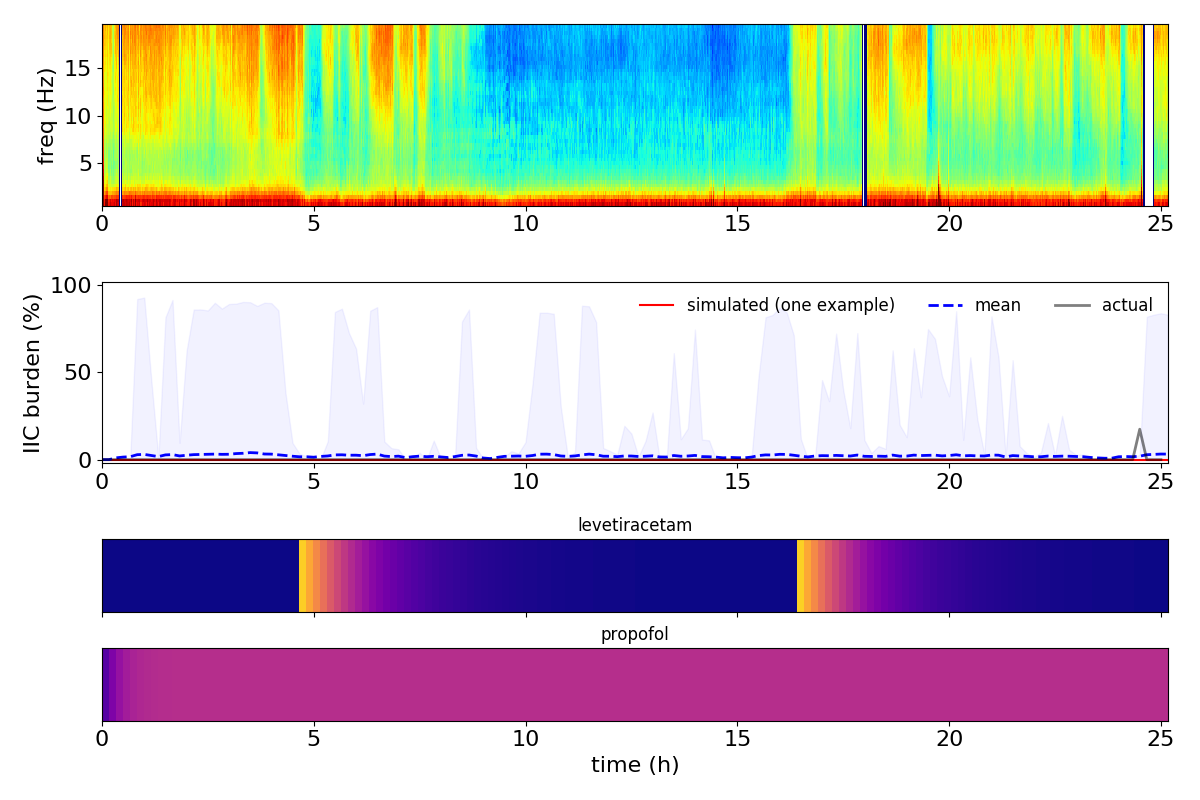 freq (Hz)
15
10
5
0 5 10 15 20 25
IIC burden (%)
100
50
0
simulated (one example) mean actual
0 5 10 15 20 25
levetiracetam
propofol
0 5 10 15 20 25
time (h)